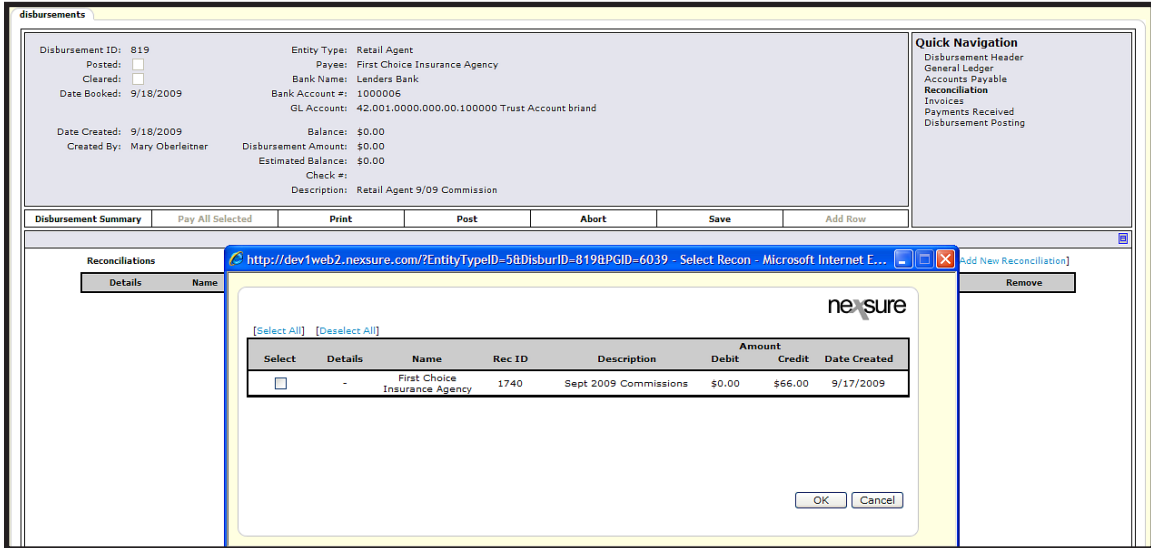 disbursements
Disbursement ID: 819 Entity Type: Retail Agent
Posted: Payee: First Choice Insurance Agency
Cleared: Bank Name: Lenders Bank
Date Booked: 9/18/2009 Bank Account #: 1000006
GL Account: 42.001.0000.000.00.100000 Trust Account briand
Date Created: 9/18/2009 Balance: $0.00
Created By: Mary Oberleitner Disbursement Amount: $0.00
Estimated Balance: $0.00
Check #:
Description: Retail Agent 9/09 Commission
Quick Navigation
Disbursement Header
General Ledger
Accounts Payable
Reconciliation
Invoices
Payments Received
Disbursement Posting
Disbursement Summary Pay All Selected Print Post Abort Save Add Row
Reconciliations Add New Reconciliation]
Details Name Remove
http://dev1web2.nexsure.com/?EntityTypeID=5&DisburID=819&PGID=6039 - Select Recon - Microsoft Internet E...
nexsure
[Select All] [Deselect All]
Amount
Select Details Name Rec ID Description Debit Credit Date Created
First Choice
- Insurance Agency 1740 Sept 2009 Commissions $0.00 $66.00 9/17/2009
OK Cancel